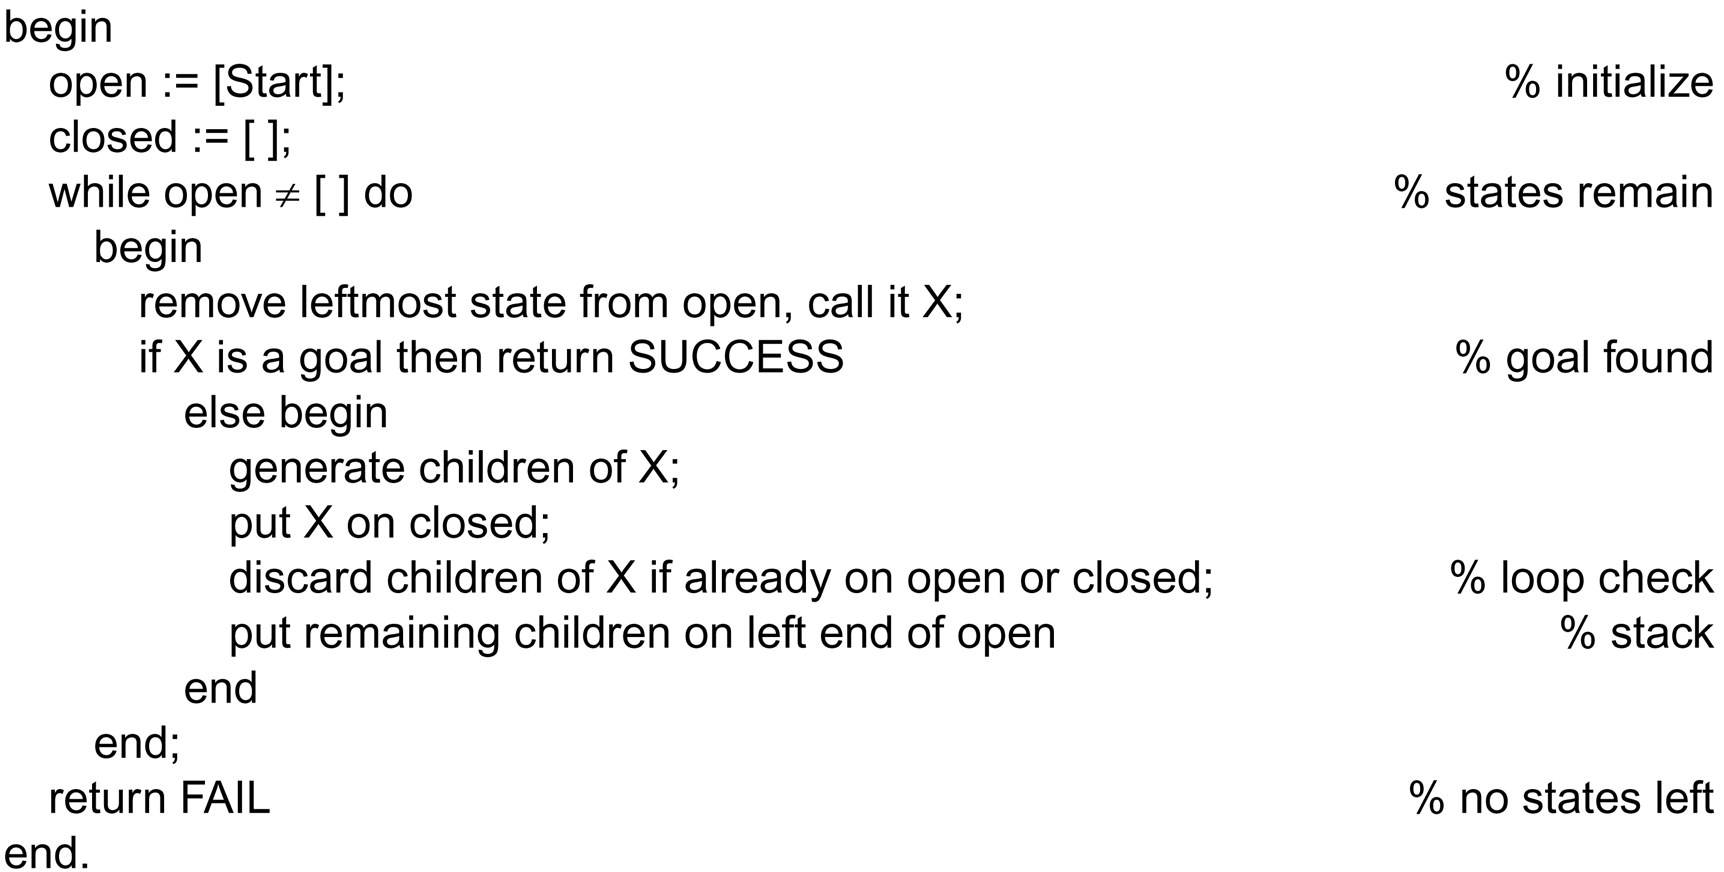 begin
open := [Start]; % initialize
closed := [ ];
while open ≠ [ ] do % states remain
begin
remove leftmost state from open, call it X;
if X is a goal then return SUCCESS % goal found
else begin
generate children of X;
put X on closed;
discard children of X if already on open or closed; % loop check
put remaining children on left end of open % stack
end
end;
return FAIL % no states left
end.